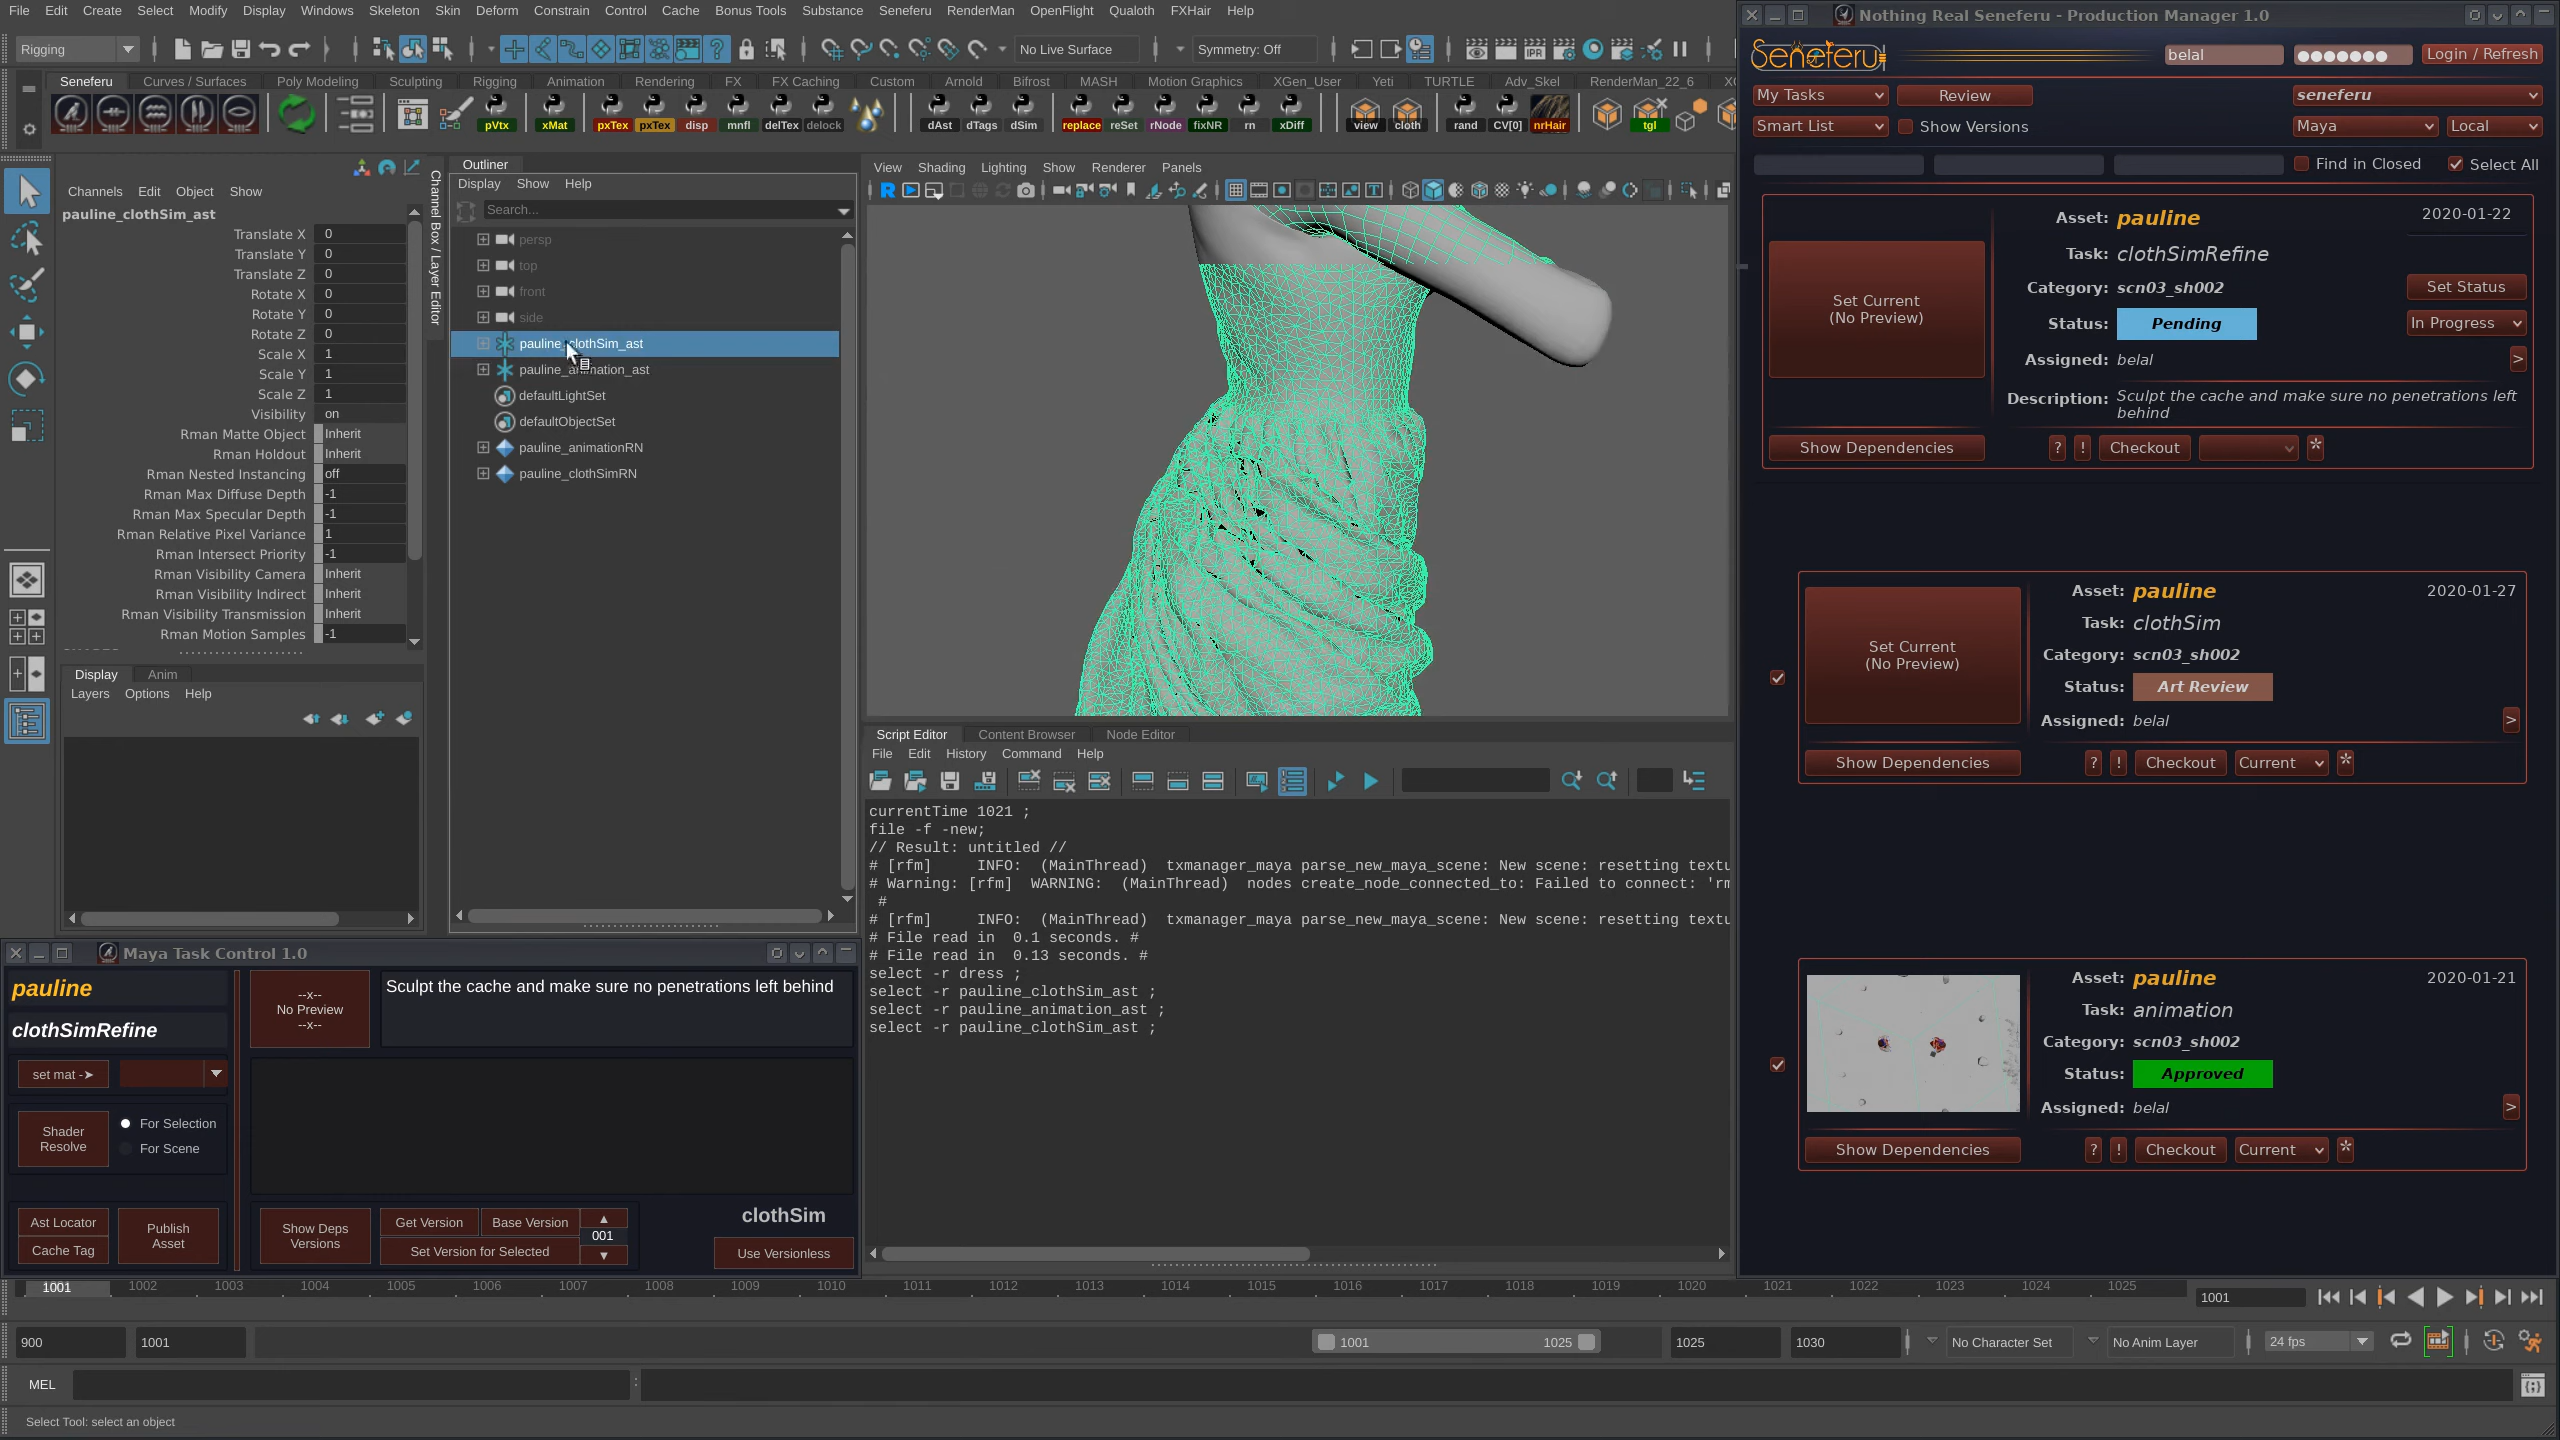 File Edit Create Select Modify Display Windows Skeleton Skin Deform Constrain Control Cache Bonus Tools Substance Seneferu RenderMan OpenFlight Qualoth FXHair Help
Rigging
No Live Surface
Symmetry: Off
IPR
Seneferu Curves / Surfaces Poly Modeling Sculpting Rigging Animation Rendering FX FX Caching Custom Arnold Bifrost MASH Motion Graphics XGen_User Yeti TURTLE Adv_Skel RenderMan_22_6
pVtx xMat pxTex pxTex disp mnfl delTex delock dAst dTags dSim replace reSet rNode fixNR rn xDiff view cloth rand CV[0] nrHair tgl
Channels Edit Object Show
pauline_clothSim_ast
Translate X 0
Translate Y 0
Translate Z 0
Rotate X 0
Rotate Y 0
Rotate Z 0
Scale X 1
Scale Y 1
Scale Z 1
Visibility on
Rman Matte Object Inherit
Rman Holdout Inherit
Rman Nested Instancing off
Rman Max Diffuse Depth -1
Rman Max Specular Depth -1
Rman Relative Pixel Variance 1
Rman Intersect Priority -1
Rman Visibility Camera Inherit
Rman Visibility Indirect Inherit
Rman Visibility Transmission Inherit
Rman Motion Samples -1
Channel Box / Layer Editor
Display Anim
Layers Options Help
Outliner
Display Show Help
Search...
persp
top
front
side
pauline_clothSim_ast
pauline_animation_ast
defaultLightSet
defaultObjectSet
pauline_animationRN
pauline_clothSimRN
View Shading Lighting Show Renderer Panels
Script Editor Content Browser Node Editor
File Edit History Command Help
currentTime 1021 ;
file -f -new;
// Result: untitled //
# [rfm] INFO: (MainThread) txmanager_maya parse_new_maya_scene: New scene: resetting textu
# Warning: [rfm] WARNING: (MainThread) nodes create_node_connected_to: Failed to connect: 'rm
#
# [rfm] INFO: (MainThread) txmanager_maya parse_new_maya_scene: New scene: resetting textu
# File read in 0.1 seconds. #
# File read in 0.13 seconds. #
select -r dress ;
select -r pauline_clothSim_ast ;
select -r pauline_animation_ast ;
select -r pauline_clothSim_ast ;
Maya Task Control 1.0
pauline
clothSimRefine
set mat ->
Shader Resolve
For Selection
For Scene
Ast Locator
Cache Tag
Publish Asset
--x--
No Preview
--x--
Sculpt the cache and make sure no penetrations left behind
Show Deps Versions
Get Version Base Version
Set Version for Selected
001
clothSim
Use Versionless
Nothing Real Seneferu - Production Manager 1.0
Seneferu
belal
Login / Refresh
My Tasks Review seneferu
Smart List Show Versions Maya Local
Find in Closed Select All
Set Current
(No Preview)
Asset: pauline 2020-01-22
Task: clothSimRefine
Category: scn03_sh002 Set Status
Status: Pending In Progress
Assigned: belal >
Description: Sculpt the cache and make sure no penetrations left
behind
Show Dependencies ? ! Checkout *
Set Current
(No Preview)
Asset: pauline 2020-01-27
Task: clothSim
Category: scn03_sh002
Status: Art Review
Assigned: belal >
Show Dependencies ? ! Checkout Current *
Asset: pauline 2020-01-21
Task: animation
Category: scn03_sh002
Status: Approved
Assigned: belal >
Show Dependencies ? ! Checkout Current *
1001 1002 1003 1004 1005 1006 1007 1008 1009 1010 1011 1012 1013 1014 1015 1016 1017 1018 1019 1020 1021 1022 1023 1024 1025 1001
900 1001 1001 1025 1025 1030 No Character Set No Anim Layer 24 fps
MEL
Select Tool: select an object